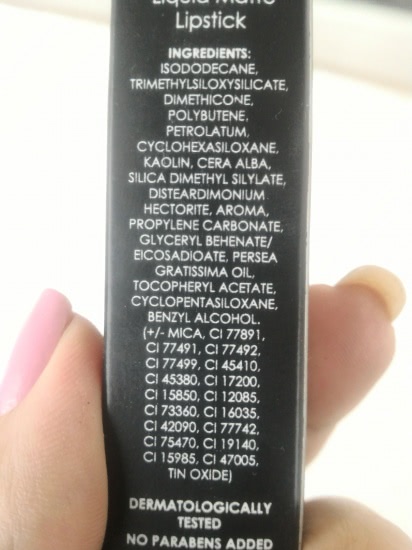 Liquid Matte
Lipstick
INGREDIENTS:
ISODODECANE,
TRIMETHYLSILOXYSILICATE,
DIMETHICONE,
POLYBUTENE,
PETROLATUM,
CYCLOHEXASILOXANE,
KAOLIN, CERA ALBA,
SILICA DIMETHYL SILYLATE,
DISTEARDIMONIUM
HECTORITE, AROMA,
PROPYLENE CARBONATE,
GLYCERYL BEHENATE/
EICOSADIOATE, PERSEA
GRATISSIMA OIL,
TOCOPHERYL ACETATE,
CYCLOPENTASILOXANE,
BENZYL ALCOHOL.
(+/- MICA, CI 77891,
CI 77491, CI 77492,
CI 77499, CI 45410,
CI 45380, CI 17200,
CI 15850, CI 12085,
CI 73360, CI 16035,
CI 42090, CI 77742,
CI 75470, CI 19140,
CI 15985, CI 47005,
TIN OXIDE)
DERMATOLOGICALLY
TESTED
NO PARABENS ADDED